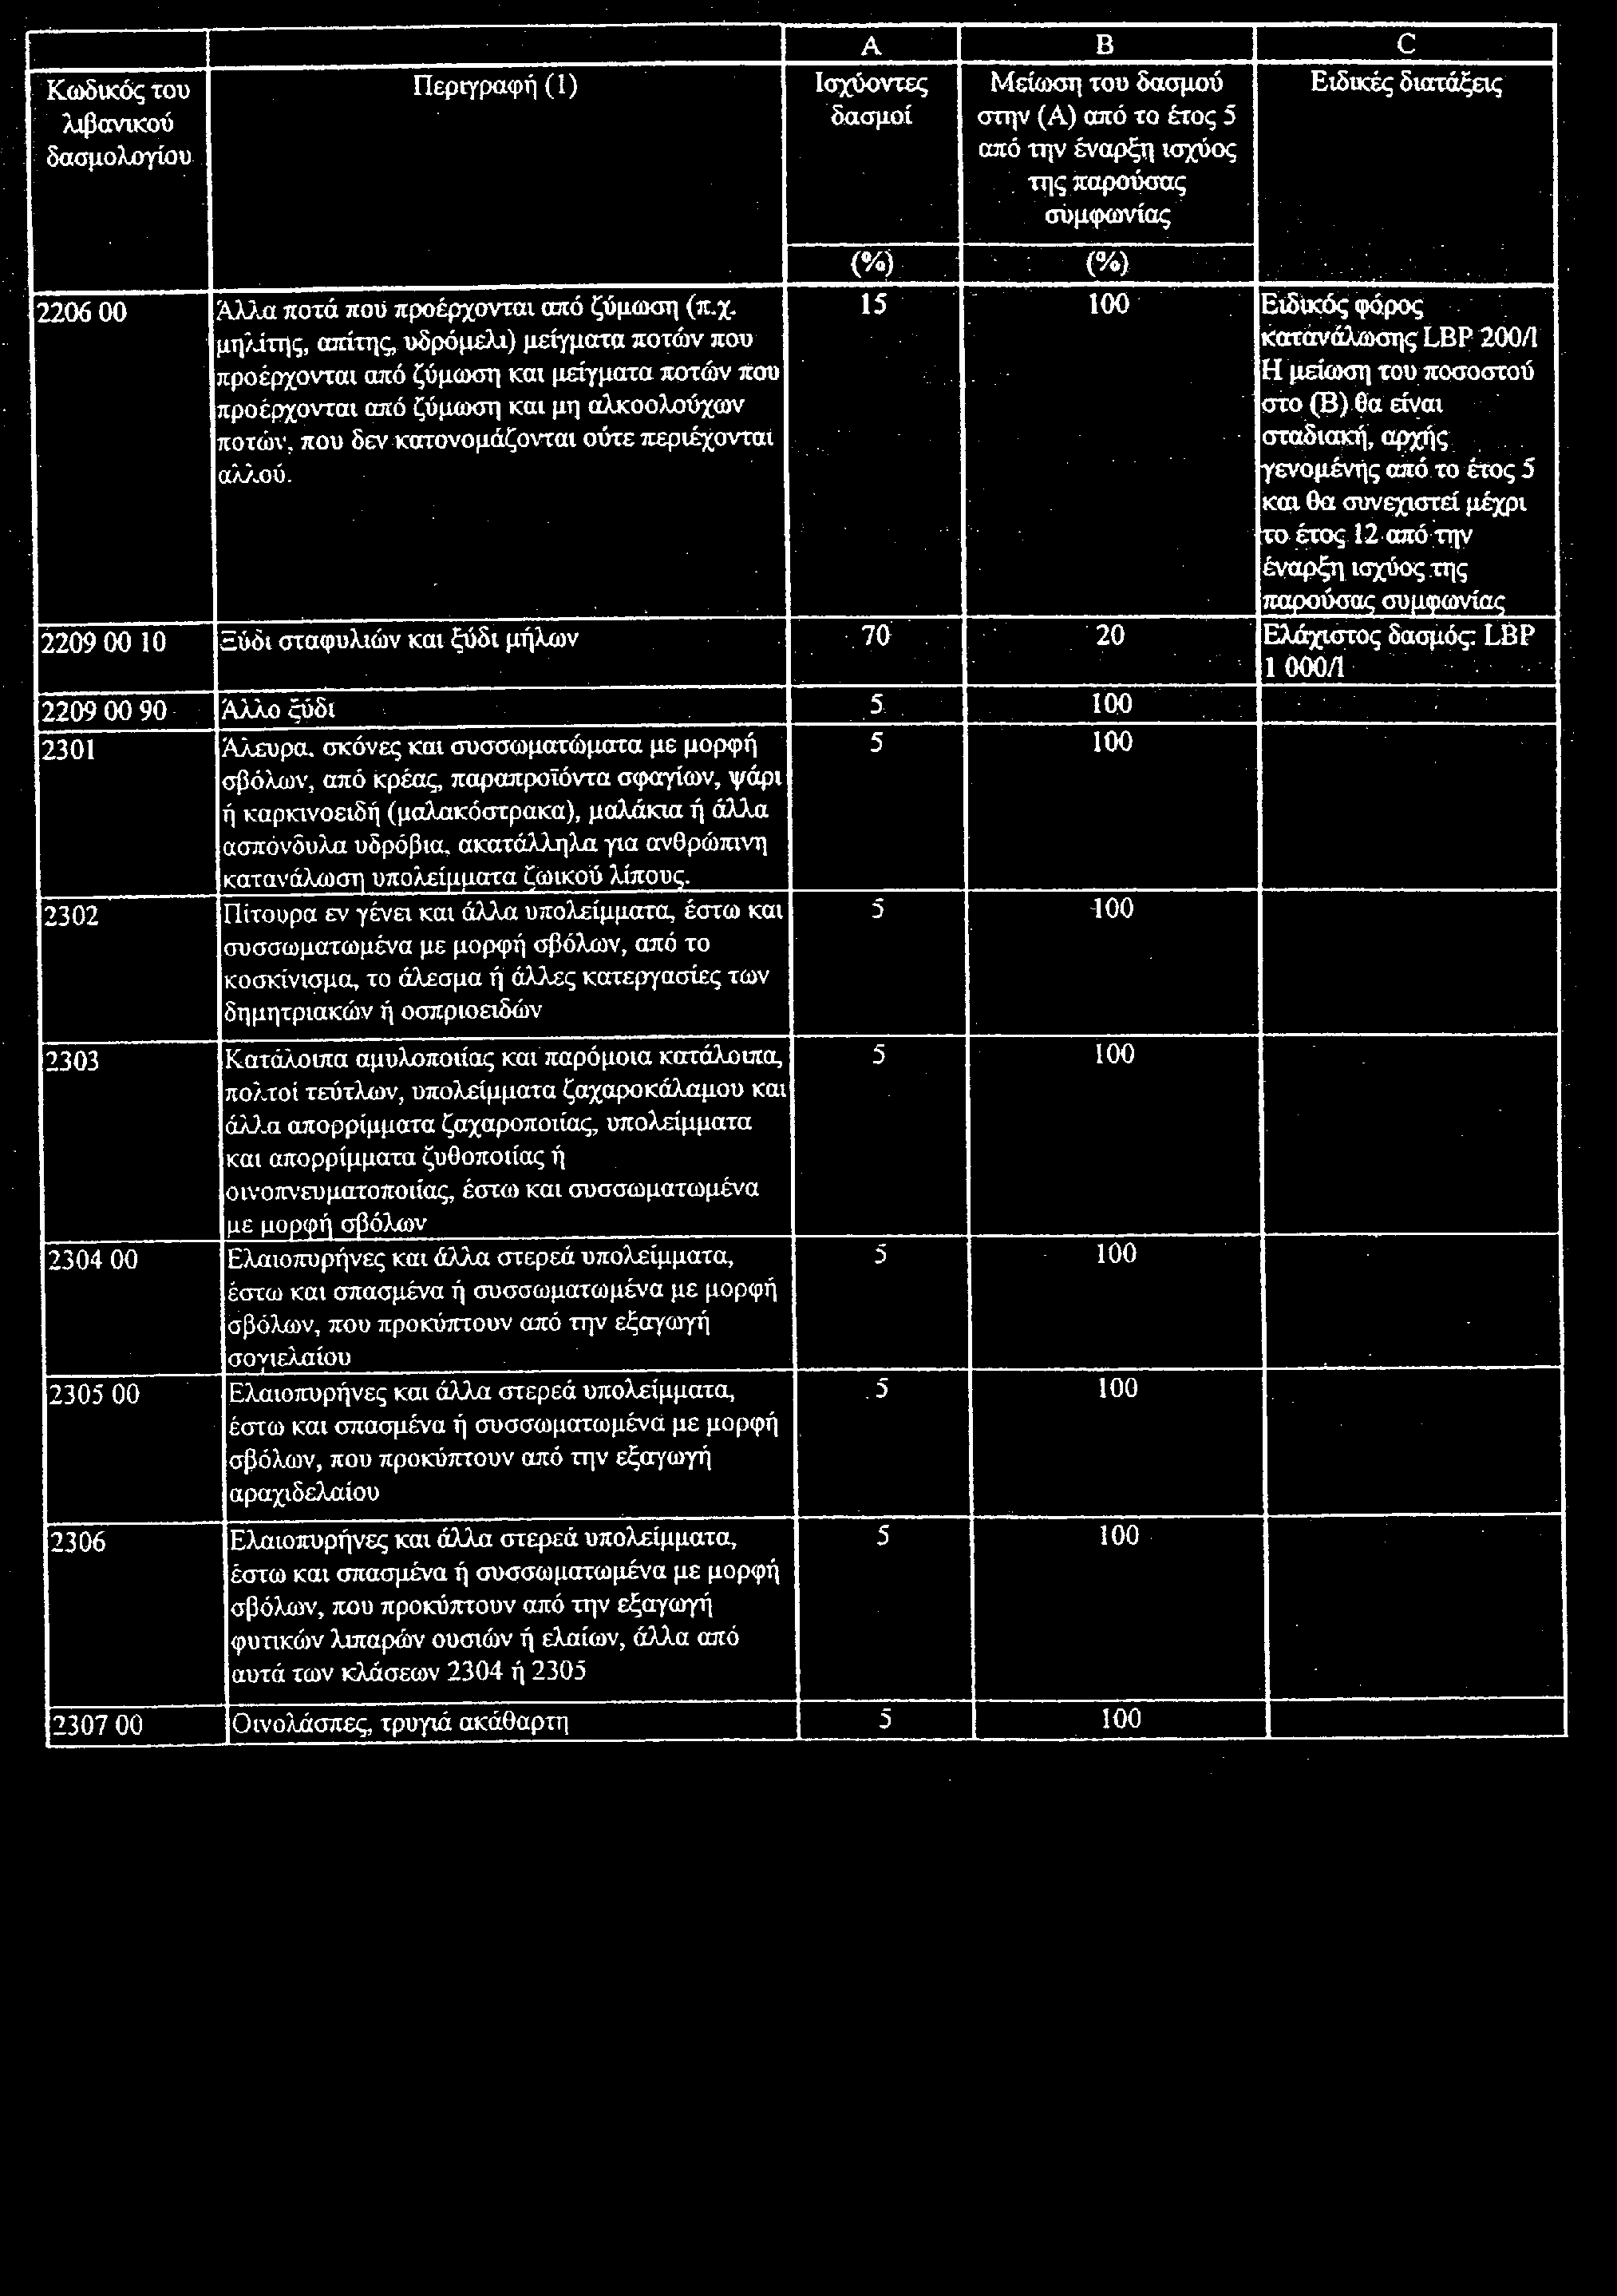 A B C
Κωδικός του
λιβανικού
δασμολογίου
Περιγραφή (1)
Ισχύοντες
δασμοί
Μείωση του δασμού
στην (Α) από το έτος 5
από την έναρξη ισχύος
της παρούσας
συμφωνίας
Ειδικές διατάξεις
(%) (%)
2206 00
Άλλα ποτά που προέρχονται από ζύμωση (π.χ.
μηλίτης, απίτης, υδρόμελι) μείγματα ποτών που
προέρχονται από ζύμωση και μείγματα ποτών που
προέρχονται από ζύμωση και μη αλκοολούχων
ποτών, που δεν κατονομάζονται ούτε περιέχονται
αλλού.
15 100
Ειδικός φόρος
κατανάλωσης LBP 200/l
Η μείωση του ποσοστού
στο (Β) θα είναι
σταδιακή, αρχής
γενομένης από το έτος 5
και θα συνεχιστεί μέχρι
το έτος 12 από την
έναρξη ισχύος της
παρούσας συμφωνίας
2209 00 10 Ξύδι σταφυλιών και ξύδι μήλων 70 20 Ελάχιστος δασμός: LBP
1 000/l
2209 00 90 Άλλο ξύδι 5 100
2301 Άλευρα, σκόνες και συσσωματώματα με μορφή 5 100
σβόλων, από κρέας, παραπροϊόντα σφαγίων, ψάρι
ή καρκινοειδή (μαλακόστρακα), μαλάκια ή άλλα
ασπόνδυλα υδρόβια, ακατάλληλα για ανθρώπινη
κατανάλωση υπολείμματα ζωικού λίπους.
2302 Πίτουρα εν γένει και άλλα υπολείμματα, έστω και 5 100
συσσωματωμένα με μορφή σβόλων, από το
κοσκίνισμα, το άλεσμα ή άλλες κατεργασίες των
δημητριακών ή οσπριοειδών
2303 Κατάλοιπα αμυλοποιίας και παρόμοια κατάλοιπα, 5 100
πολτοί τεύτλων, υπολείμματα ζαχαροκάλαμου και
άλλα απορρίμματα ζαχαροποιίας, υπολείμματα
και απορρίμματα ζυθοποιίας ή
οινοπνευματοποιίας, έστω και συσσωματωμένα
με μορφή σβόλων
2304 00 Ελαιοπυρήνες και άλλα στερεά υπολείμματα, 5 100
έστω και σπασμένα ή συσσωματωμένα με μορφή
σβόλων, που προκύπτουν από την εξαγωγή
σογιελαίου
2305 00 Ελαιοπυρήνες και άλλα στερεά υπολείμματα, 5 100
έστω και σπασμένα ή συσσωματωμένα με μορφή
σβόλων, που προκύπτουν από την εξαγωγή
αραχιδελαίου
2306 Ελαιοπυρήνες και άλλα στερεά υπολείμματα, 5 100
έστω και σπασμένα ή συσσωματωμένα με μορφή
σβόλων, που προκύπτουν από την εξαγωγή
φυτικών λιπαρών ουσιών ή ελαίων, άλλα από
αυτά των κλάσεων 2304 ή 2305
2307 00 Οινολάσπες, τρυγιά ακάθαρτη 5 100